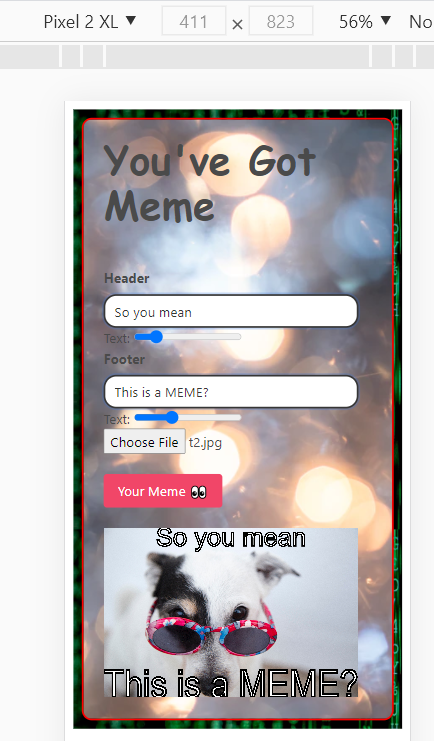 Pixel 2 XL ▼ 411 × 823 56% ▼ No
You've Got
Meme
Header
So you mean
Text:
Footer
This is a MEME?
Text:
Choose File t2.jpg
Your Meme 👀
So you mean
This is a MEME?